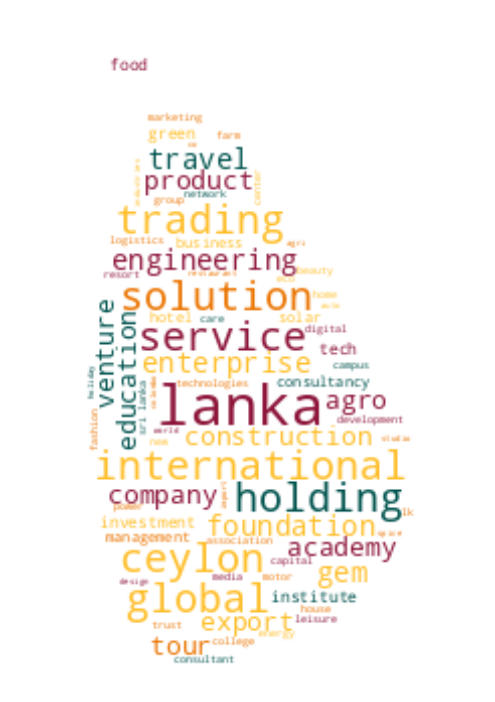 food
marketing
green farm
travel
product
network
group center
trading
logistics business agri
engineering
resort restaurant beauty
eco
solution home
hotel care solar
service digital
venture
education
tech
enterprise campus
holiday
technologies consultancy
sri lanka
lanka agro
fashion
development
world
new construction studio
international
company holding
power
export
lk
investment foundation space
management association academy
ceylon capital gem
design media motor
global institute
house
export leisure
trust energy
tour college
consultant